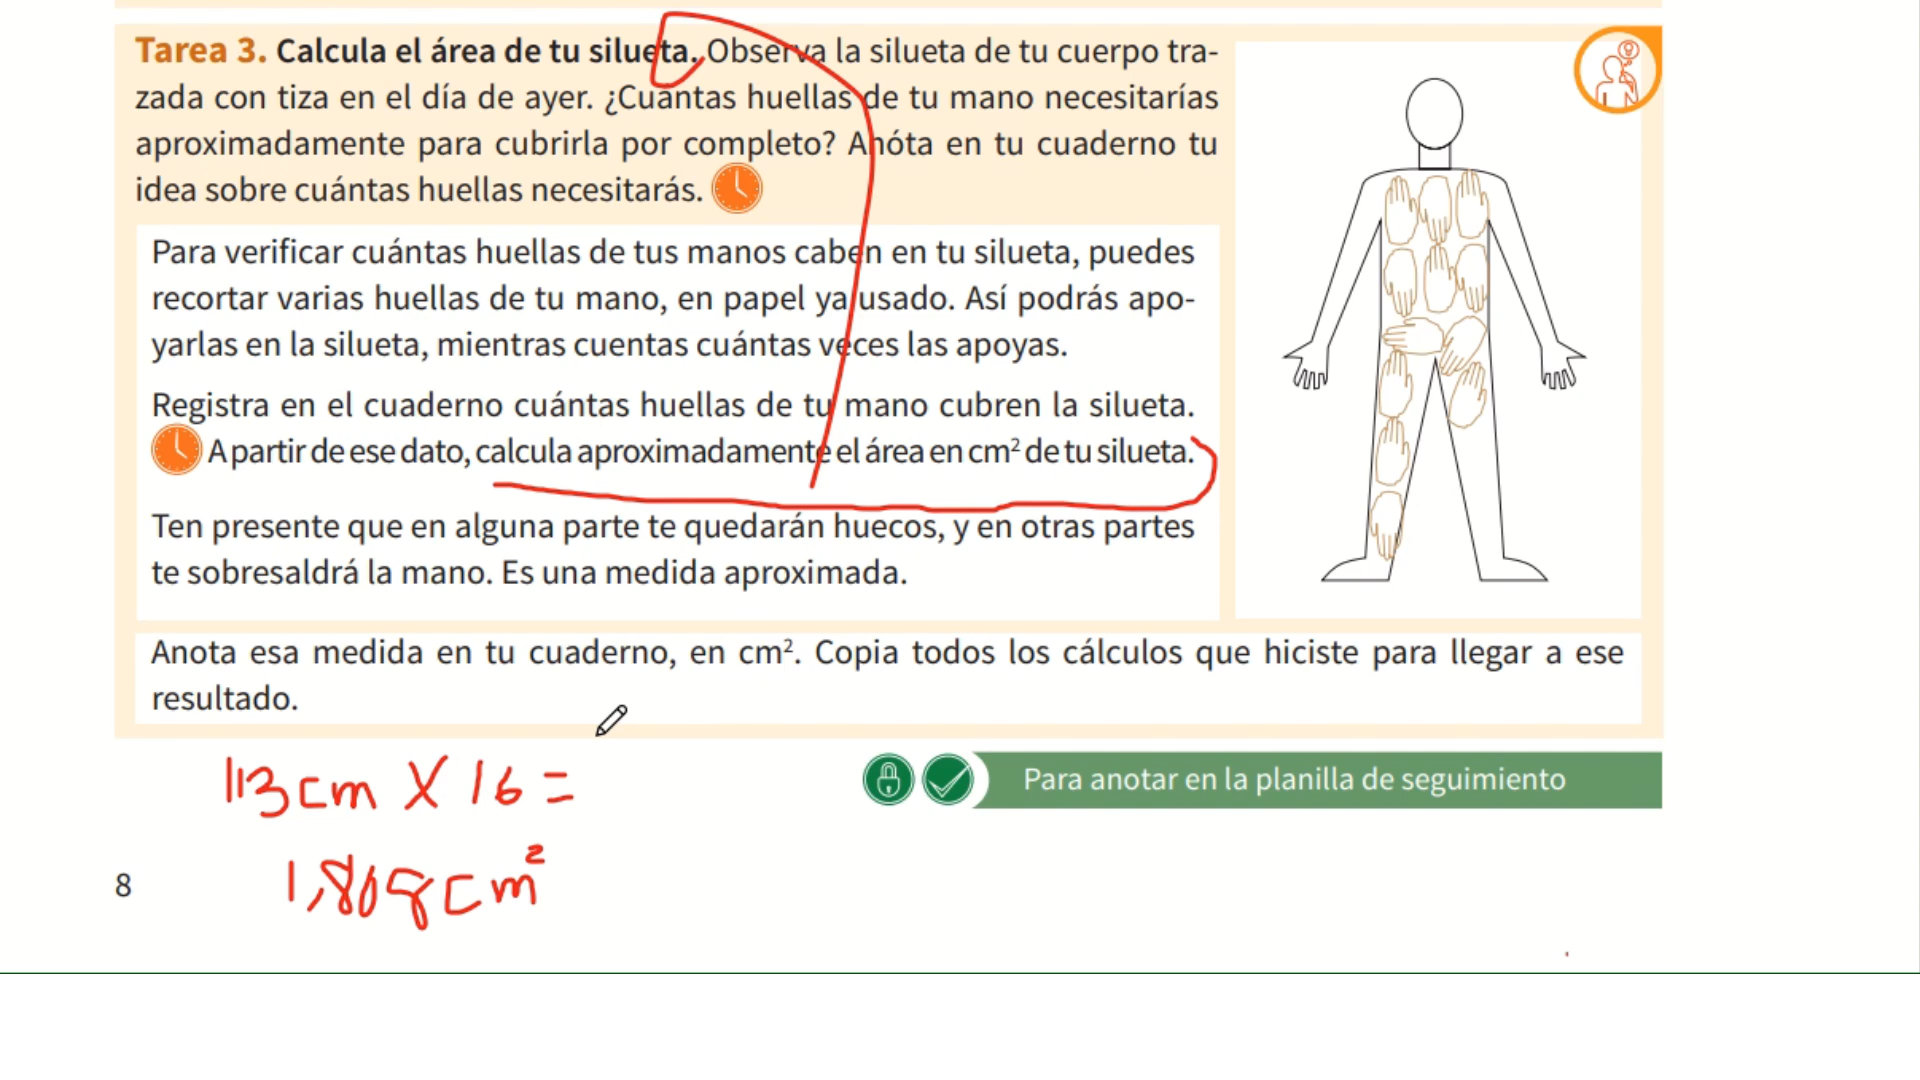 Tarea 3. Calcula el área de tu silueta. Observa la silueta de tu cuerpo tra-
zada con tiza en el día de ayer. ¿Cuántas huellas de tu mano necesitarías
aproximadamente para cubrirla por completo? Anóta en tu cuaderno tu
idea sobre cuántas huellas necesitarás.
Para verificar cuántas huellas de tus manos caben en tu silueta, puedes
recortar varias huellas de tu mano, en papel ya usado. Así podrás apo-
yarlas en la silueta, mientras cuentas cuántas veces las apoyas.
Registra en el cuaderno cuántas huellas de tu mano cubren la silueta.
A partir de ese dato, calcula aproximadamente el área en cm² de tu silueta.
Ten presente que en alguna parte te quedarán huecos, y en otras partes
te sobresaldrá la mano. Es una medida aproximada.
Anota esa medida en tu cuaderno, en cm². Copia todos los cálculos que hiciste para llegar a ese
resultado.
Para anotar en la planilla de seguimiento
113 cm X 16 =
1,808 cm²
8